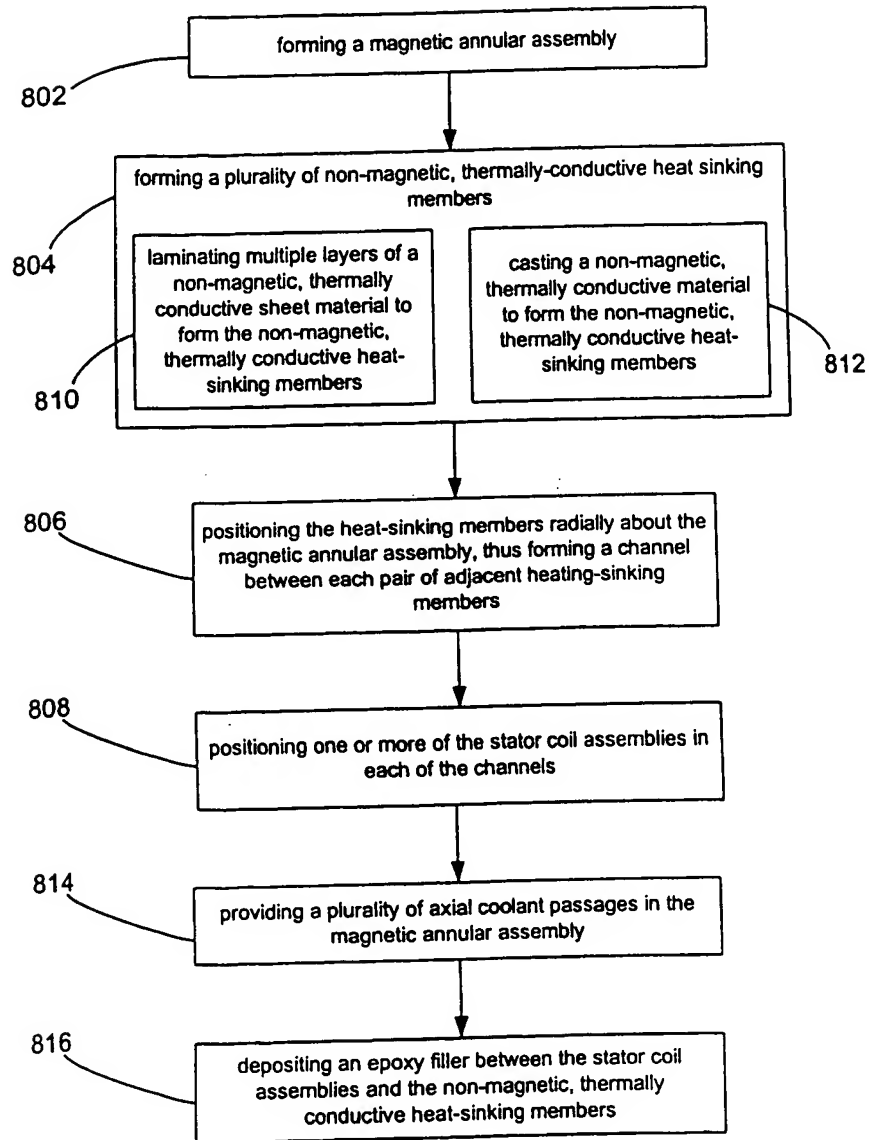 forming a magnetic annular assembly
802
forming a plurality of non-magnetic, thermally-conductive heat sinking
members
804
laminating multiple layers of a
non-magnetic, thermally
conductive sheet material to
form the non-magnetic,
thermally conductive heat-
sinking members
810
casting a non-magnetic,
thermally conductive material
to form the non-magnetic,
thermally conductive heat-
sinking members
812
806
positioning the heat-sinking members radially about the
magnetic annular assembly, thus forming a channel
between each pair of adjacent heating-sinking
members
808
positioning one or more of the stator coil assemblies in
each of the channels
814
providing a plurality of axial coolant passages in the
magnetic annular assembly
816
depositing an epoxy filler between the stator coil
assemblies and the non-magnetic, thermally
conductive heat-sinking members